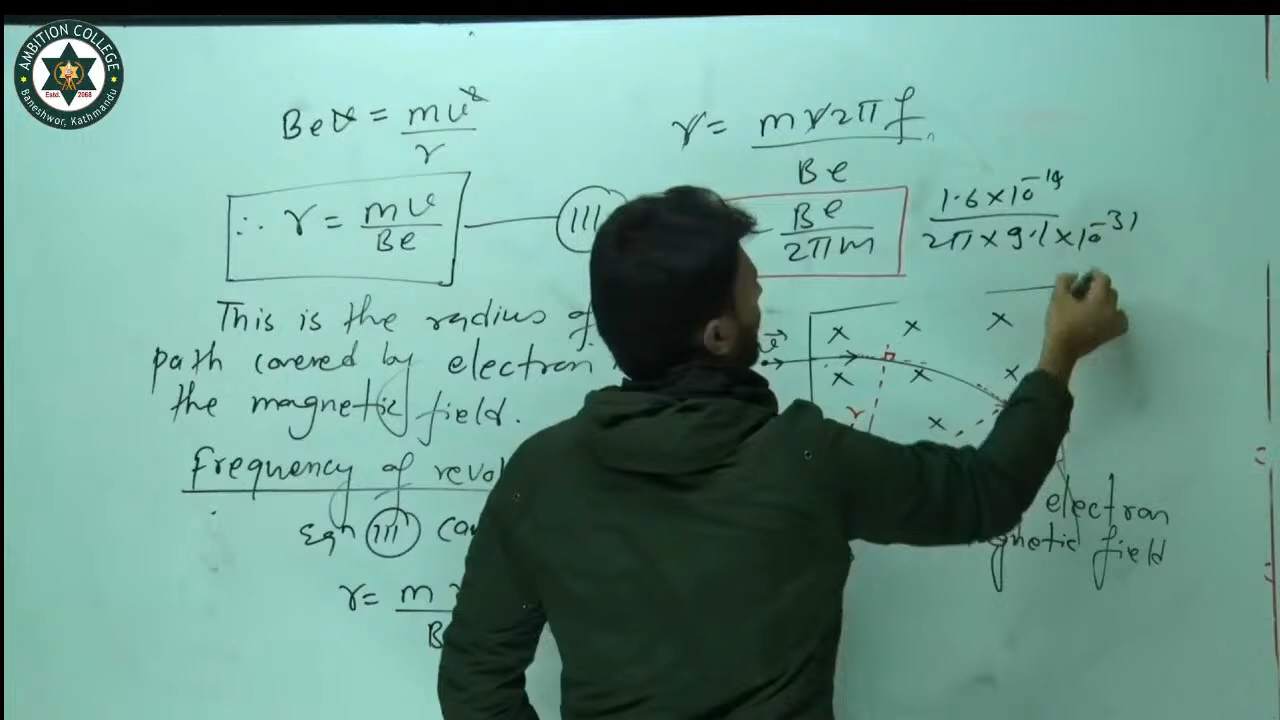 AMBITION COLLEGE
Estd. 2068
Baneshwor, Kathmandu
Bev = mv²/r
∴ r = mv/Be
III
This is the radius of
path covered by electron
the magnetic field.
Frequency of revol
Eqn III can
r = m
B
r = mr2πf/Be
Be/2πm
1.6×10⁻¹⁹/2π×9.1×10⁻³¹
v⃗
x x x
x x x
x
r
electron
gnetic field